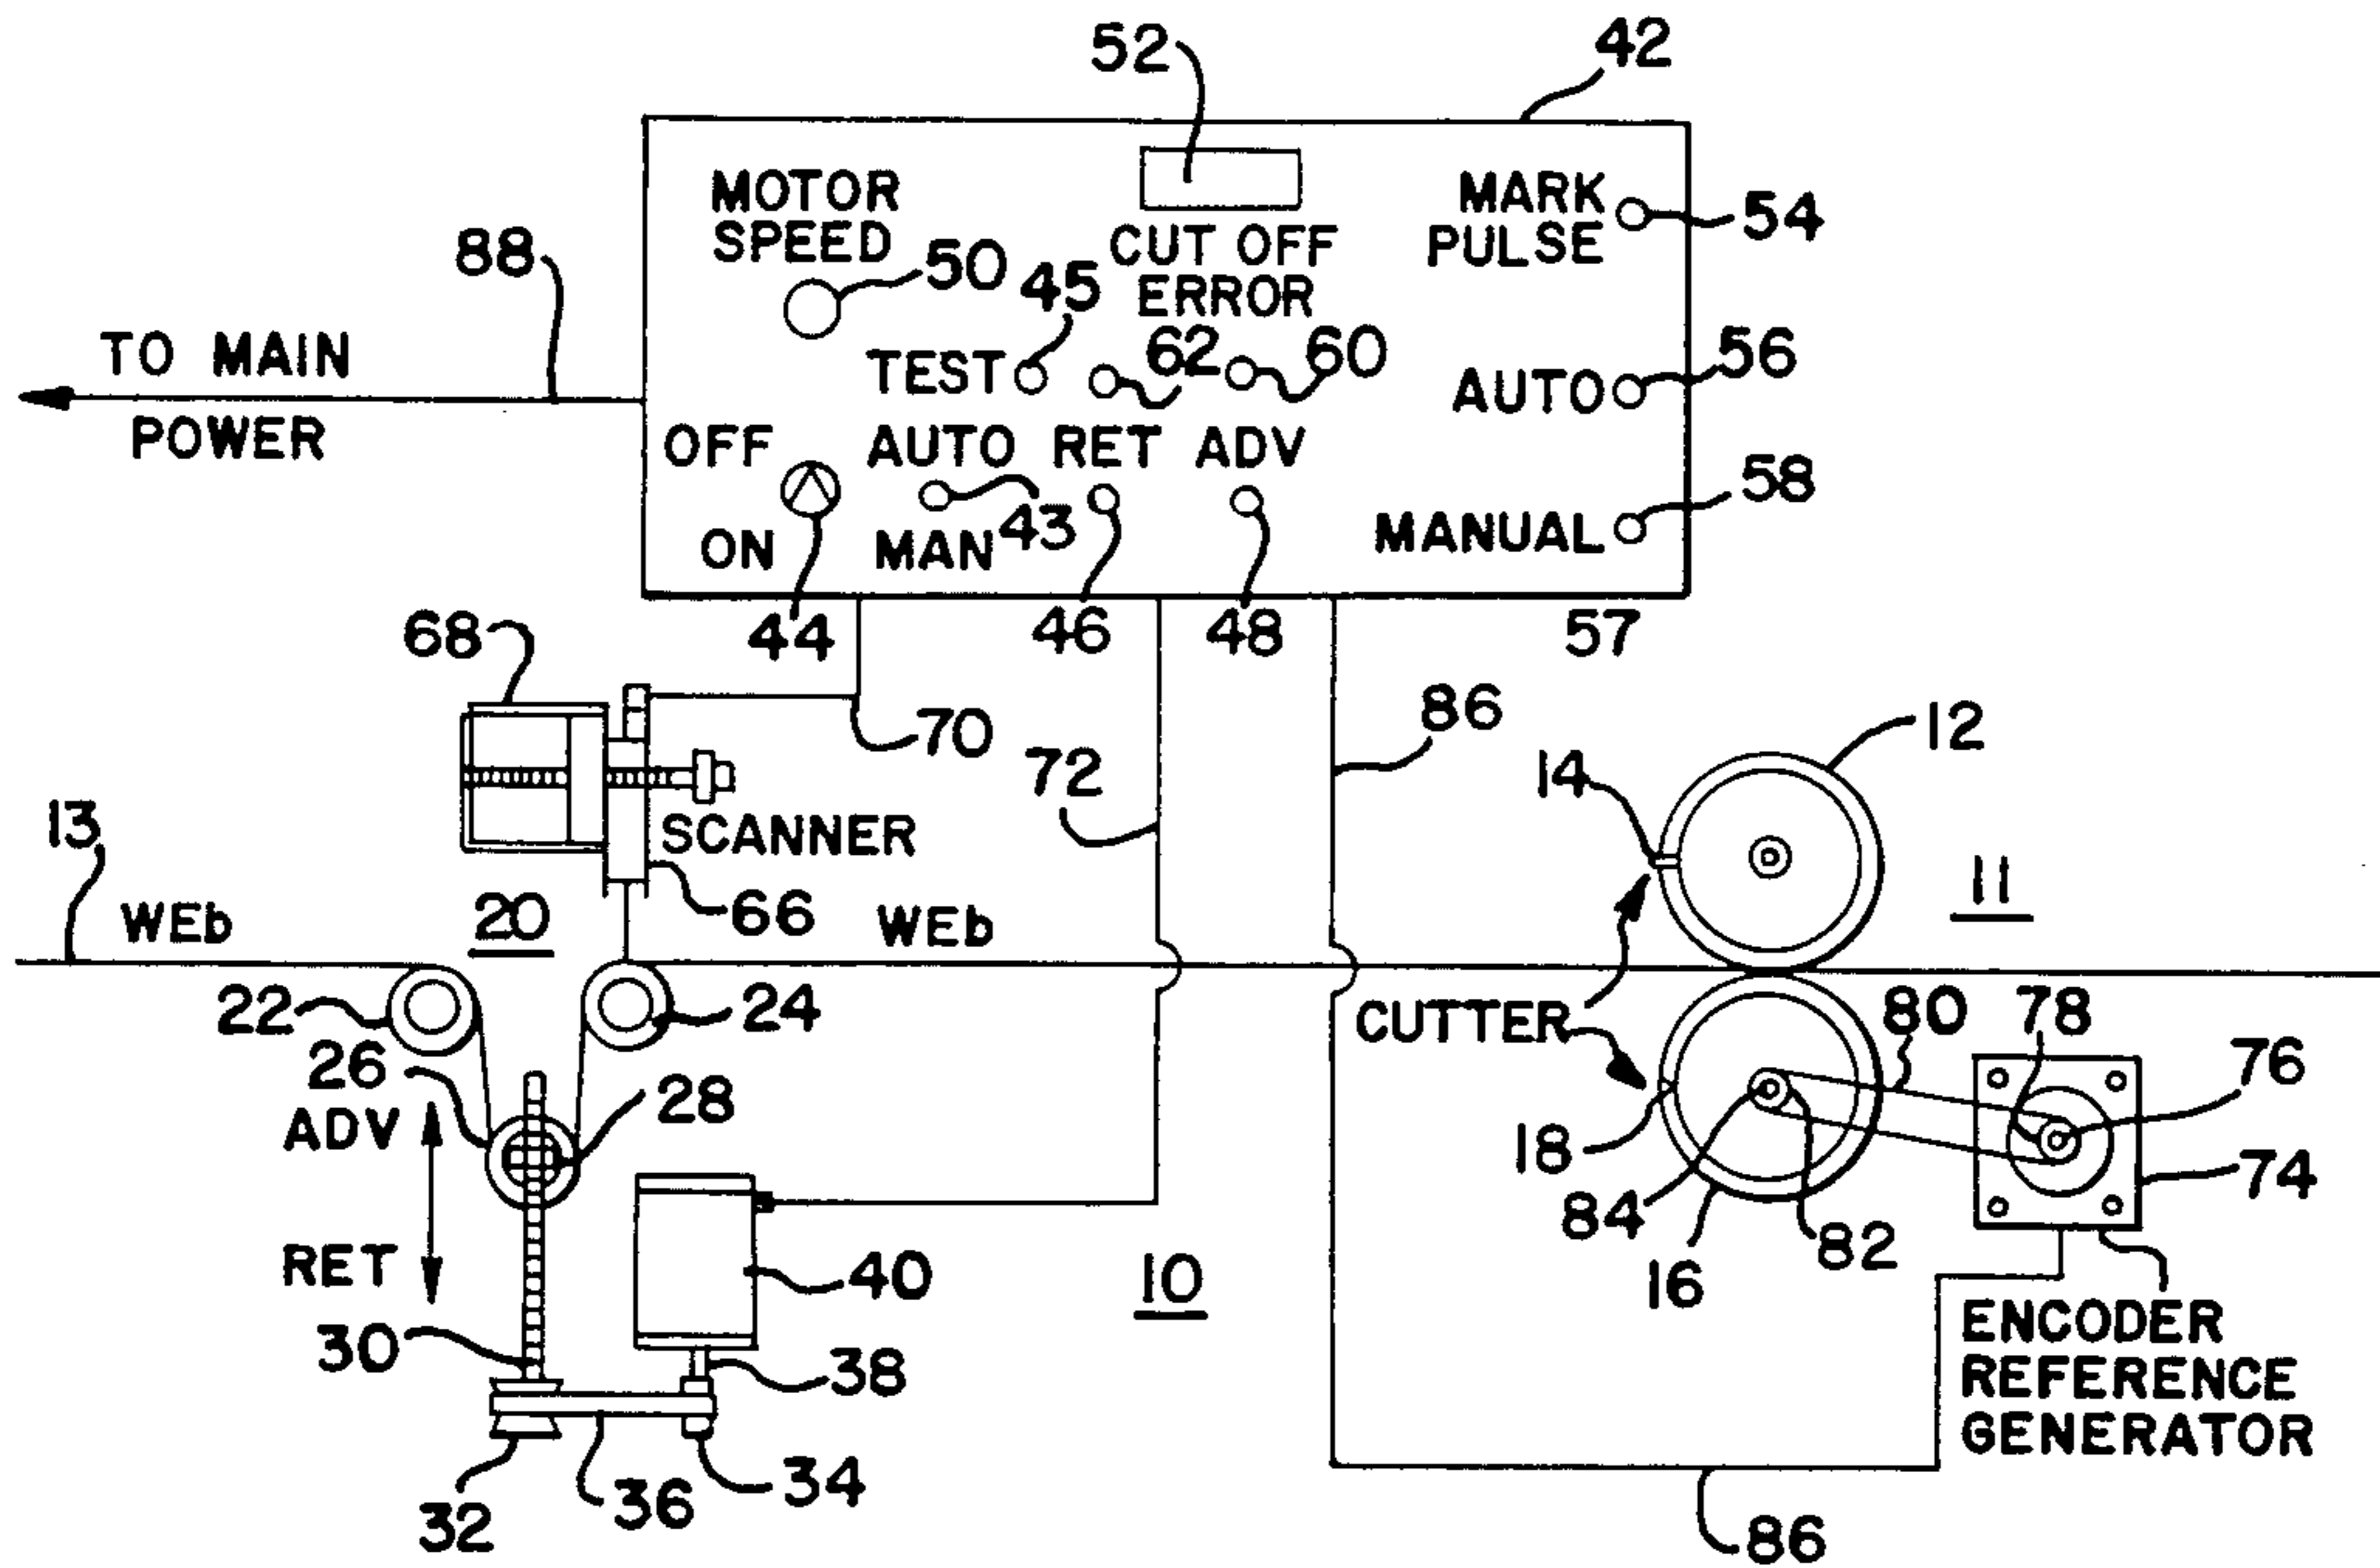 52
42
MOTOR
SPEED
50
45
CUT OFF
ERROR
MARK
PULSE
54
88
TO MAIN
POWER
TEST
62
60
AUTO
56
OFF
AUTO
RET
ADV
43
58
ON
MAN
MANUAL
68
44
46
48
57
70
72
86
12
14
13
SCANNER
66
11
WEb
20
WEb
22
24
CUTTER
80
78
76
26
ADV
28
18
74
84
82
RET
40
10
16
30
38
ENCODER
REFERENCE
GENERATOR
32
36
34
86